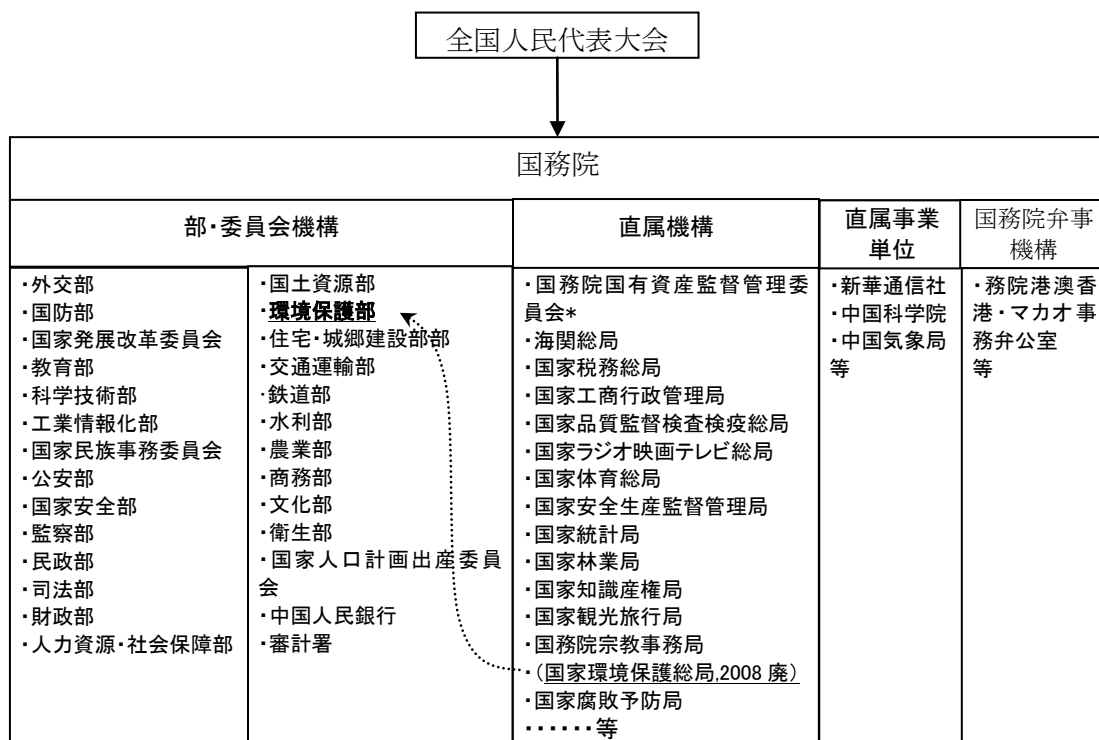 全国人民代表大会
国務院
部・委員会機構
・外交部
・国防部
・国家発展改革委員会
・教育部
・科学技術部
・工業情報化部
・国家民族事務委員会
・公安部
・国家安全部
・監察部
・民政部
・司法部
・財政部
・人力資源・社会保障部
・国土資源部
・環境保護部
・住宅・城郷建設部部
・交通運輸部
・鉄道部
・水利部
・農業部
・商務部
・文化部
・衛生部
・国家人口計画出産委員
会
・中国人民銀行
・審計署
直属機構
・国務院国有資産監督管理委
員会*
・海関総局
・国家税務総局
・国家工商行政管理局
・国家品質監督検査検疫総局
・国家ラジオ映画テレビ総局
・国家体育総局
・国家安全生産監督管理局
・国家統計局
・国家林業局
・国家知識産権局
・国家観光旅行局
・国務院宗教事務局
・(国家環境保護総局,2008 廃)
・国家腐敗予防局
・・・・・・等
直属事業
単位
・新華通信社
・中国科学院
・中国気象局
等
国務院弁事
機構
・務院港澳香
港・マカオ事
務弁公室
等